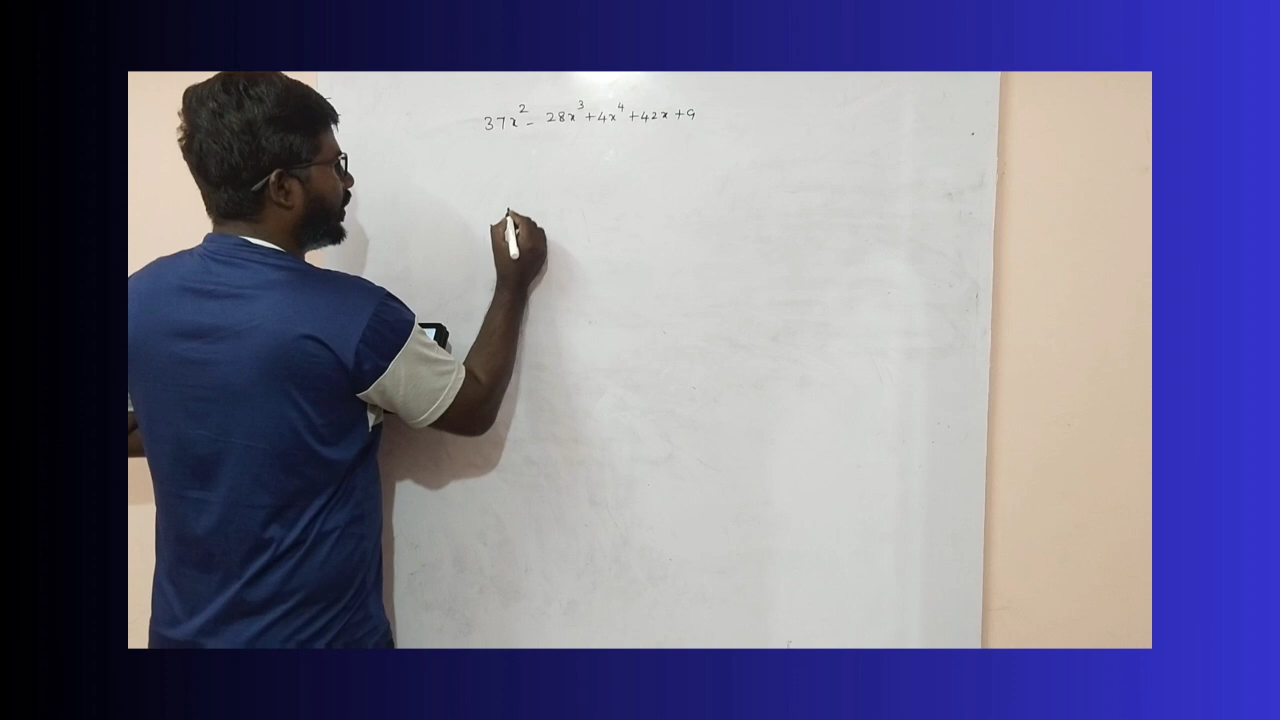 37x² - 28x³ + 4x⁴ + 42x + 9